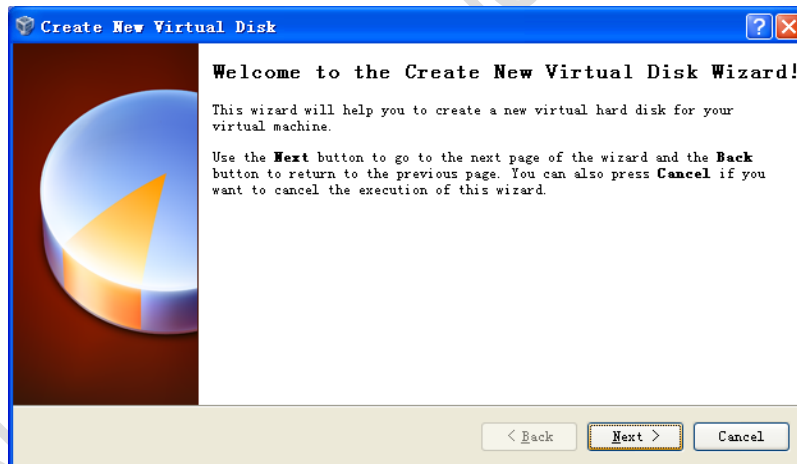 Create New Virtual Disk
Welcome to the Create New Virtual Disk Wizard!
This wizard will help you to create a new virtual hard disk for your
virtual machine.
Use the Next button to go to the next page of the wizard and the Back
button to return to the previous page. You can also press Cancel if you
want to cancel the execution of this wizard.
< Back Next > Cancel